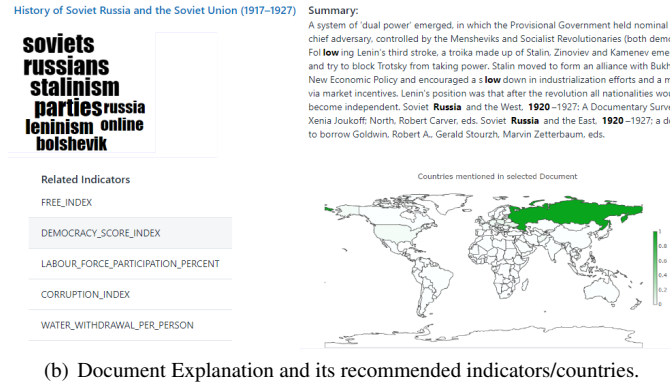 History of Soviet Russia and the Soviet Union (1917–1927)
soviets
russians
stalinism
parties russia
leninism online
bolshevik
Summary:
A system of 'dual power' emerged, in which the Provisional Government held nominal
chief adversary, controlled by the Mensheviks and Socialist Revolutionaries (both demo
Fol low ing Lenin's third stroke, a troika made up of Stalin, Zinoviev and Kamenev eme
and try to block Trotsky from taking power. Stalin moved to form an alliance with Bukh
New Economic Policy and encouraged a s low down in industrialization efforts and a m
via market incentives. Lenin's position was that after the revolution all nationalities wou
become independent. Soviet Russia and the West, 1920 –1927: A Documentary Surve
Xenia Joukoff; North, Robert Carver, eds. Soviet Russia and the East, 1920 –1927; a de
to borrow Goldwin, Robert A., Gerald Stourzh, Marvin Zetterbaum, eds.
Related Indicators
FREE_INDEX
DEMOCRACY_SCORE_INDEX
LABOUR_FORCE_PARTICIPATION_PERCENT
CORRUPTION_INDEX
WATER_WITHDRAWAL_PER_PERSON
Countries mentioned in selected Document
1
0.8
0.6
0.4
0.2
0
(b) Document Explanation and its recommended indicators/countries.